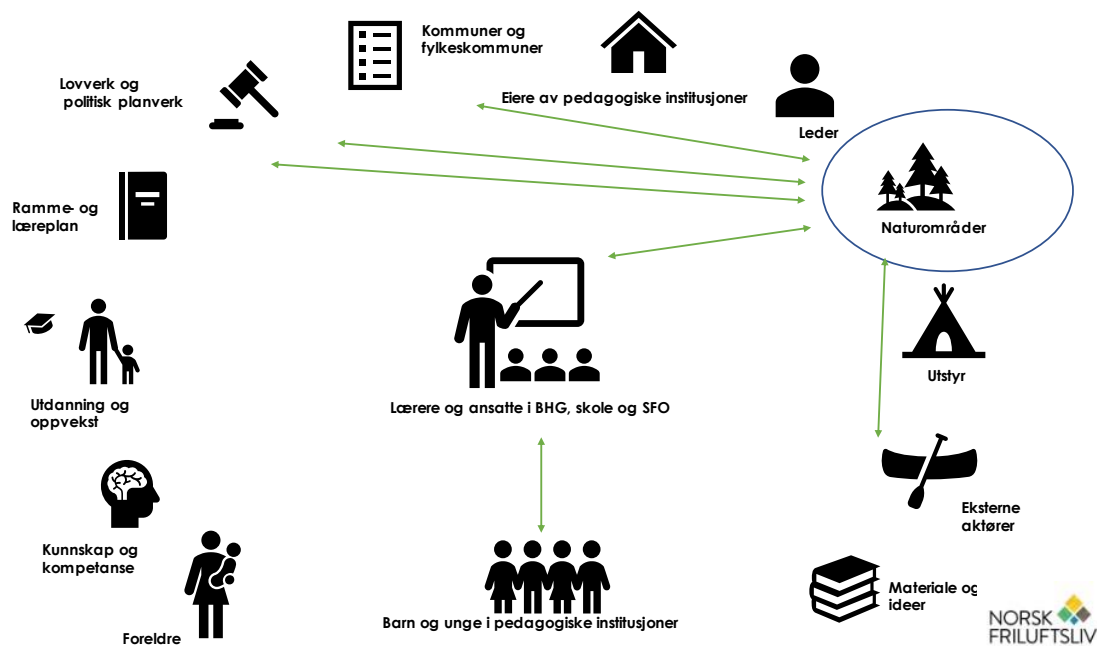 Kommuner og
fylkeskommuner
Lovverk og
politisk planverk
Eiere av pedagogiske institusjoner
Leder
Ramme- og
læreplan
Naturområder
Utstyr
Utdanning og
oppvekst
Lærere og ansatte i BHG, skole og SFO
Eksterne
aktører
Kunnskap og
kompetanse
Materiale og
ideer
Foreldre
Barn og unge i pedagogiske institusjoner
NORSK
FRILUFTSLIV